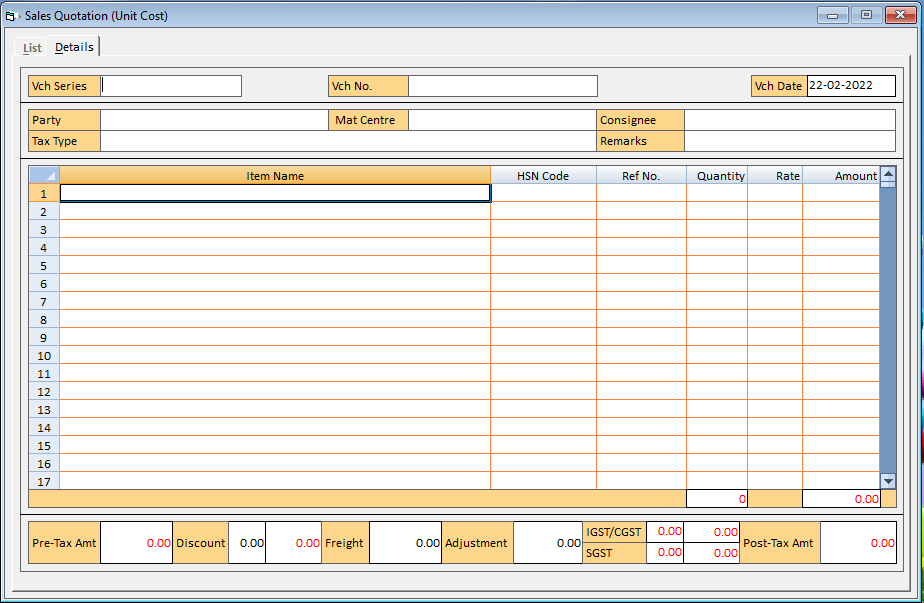 Sales Quotation (Unit Cost)
List Details
Vch Series Vch No. Vch Date 22-02-2022
Party Mat Centre Consignee
Tax Type Remarks
Item Name HSN Code Ref No. Quantity Rate Amount
1
2
3
4
5
6
7
8
9
10
11
12
13
14
15
16
17
0 0.00
Pre-Tax Amt 0.00 Discount 0.00 0.00 Freight 0.00 Adjustment 0.00 IGST/CGST 0.00 0.00 Post-Tax Amt 0.00
SGST 0.00 0.00